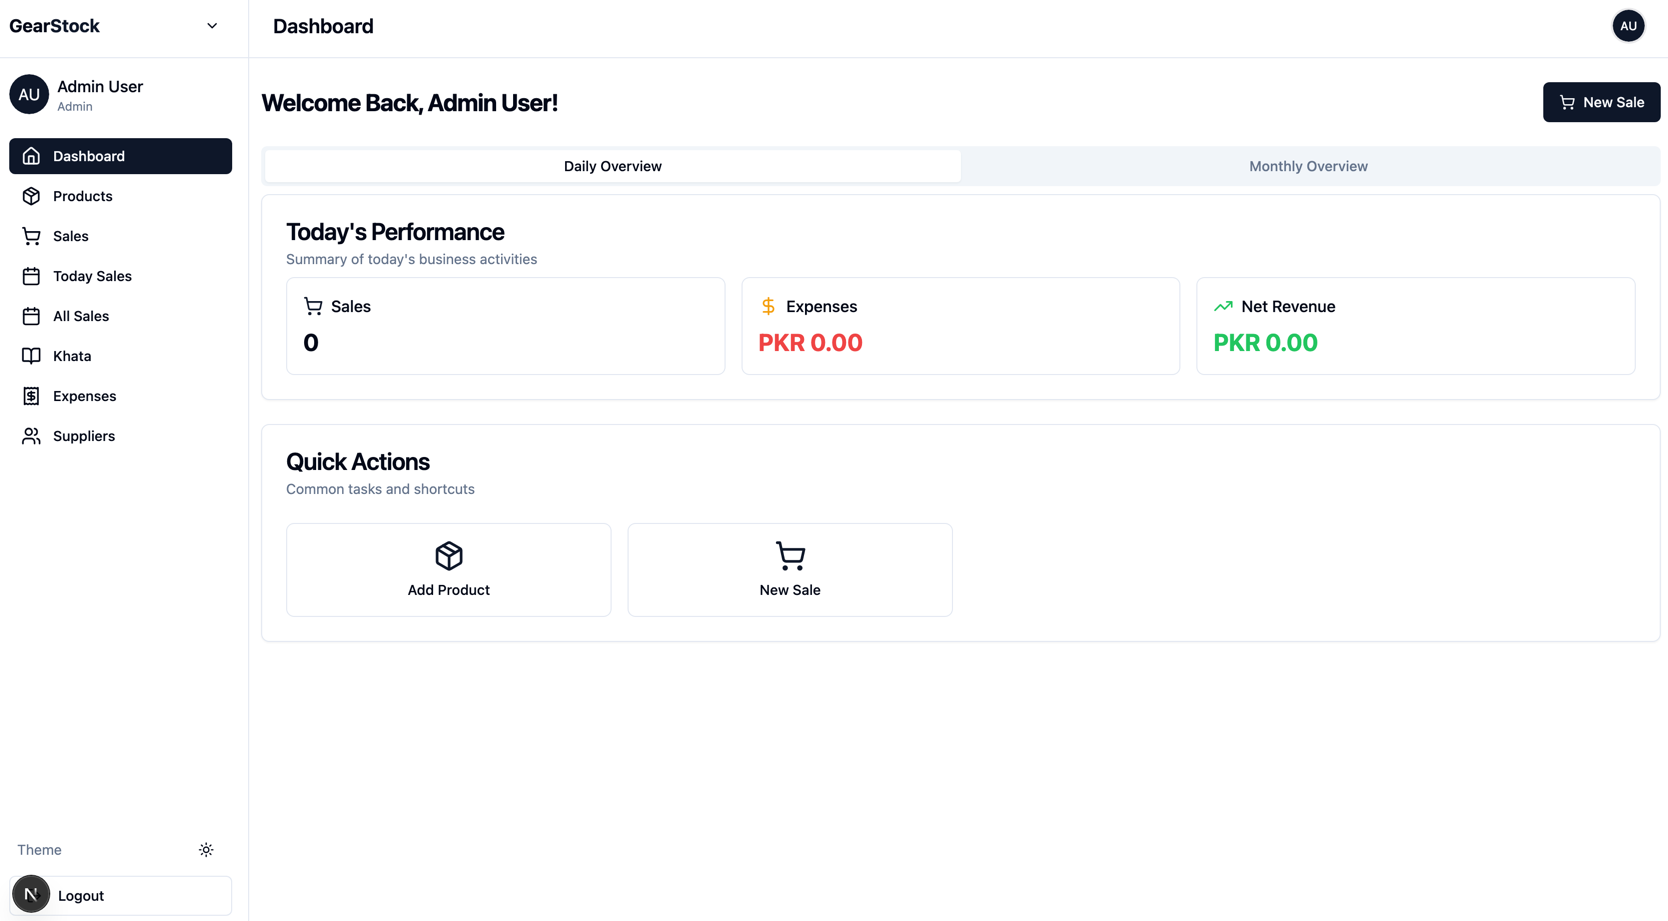 GearStock
Dashboard
AU
AU
Admin User
Admin
Dashboard
Products
Sales
Today Sales
All Sales
Khata
Expenses
Suppliers
Theme
N
Logout
Welcome Back, Admin User!
New Sale
Daily Overview
Monthly Overview
Today's Performance
Summary of today's business activities
Sales
0
Expenses
PKR 0.00
Net Revenue
PKR 0.00
Quick Actions
Common tasks and shortcuts
Add Product
New Sale